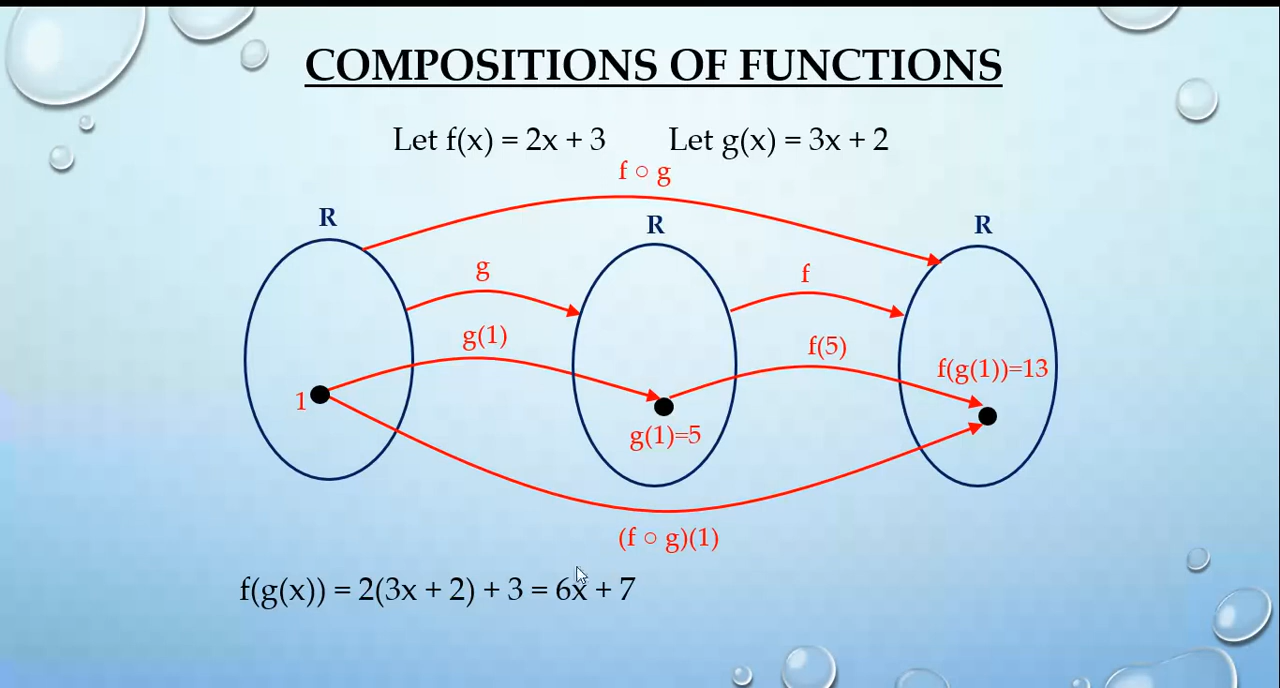 COMPOSITIONS OF FUNCTIONS
Let f(x) = 2x + 3 Let g(x) = 3x + 2
f ○ g
R R R
g f
g(1) f(5)
f(g(1))=13
1
g(1)=5
(f ○ g)(1)
f(g(x)) = 2(3x + 2) + 3 = 6x + 7